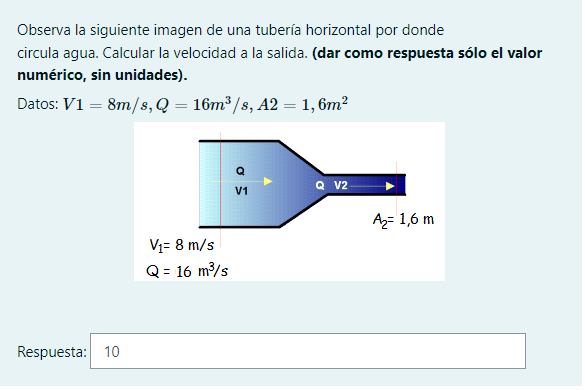 Observa la siguiente imagen de una tubería horizontal por donde
circula agua. Calcular la velocidad a la salida. (dar como respuesta sólo el valor
numérico, sin unidades).
Datos: V1 = 8m/s, Q = 16m³/s, A2 = 1, 6m²
Q
V1
Q V2
A₂= 1,6 m
V₁= 8 m/s
Q = 16 m³/s
Respuesta: 10